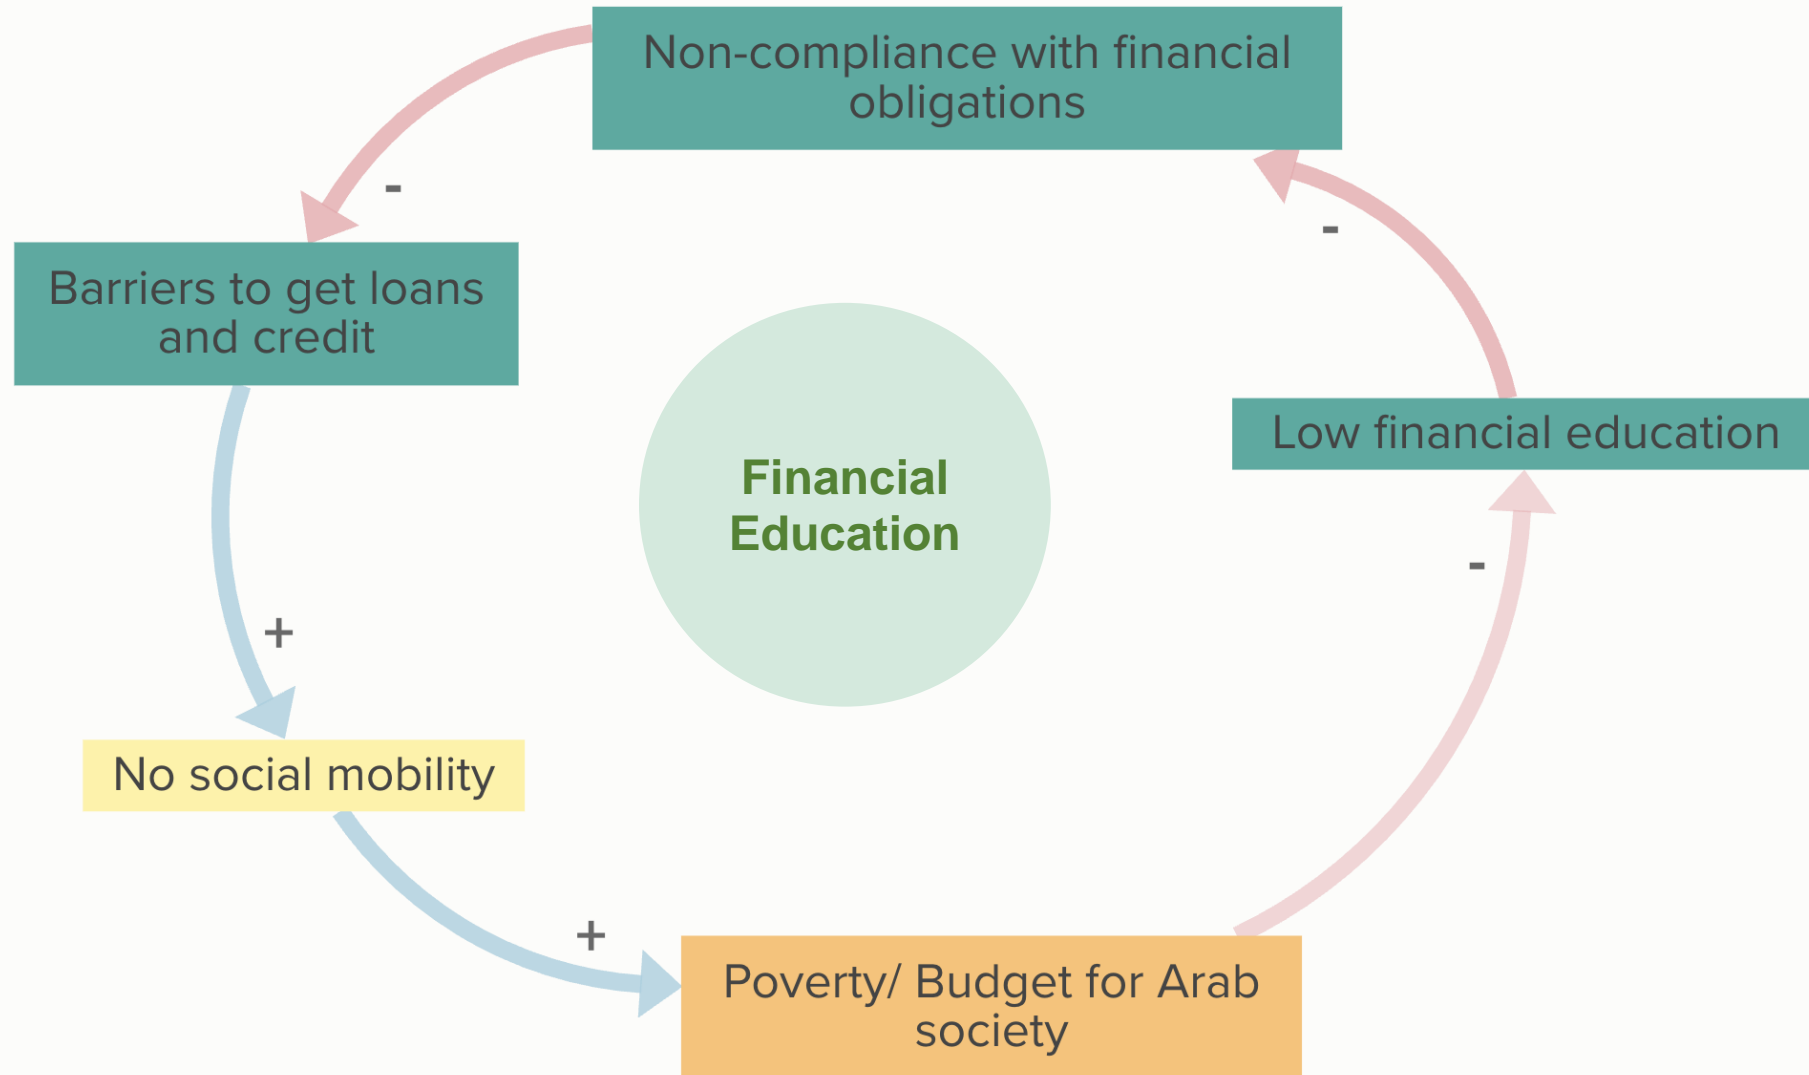 Non-compliance with financial
obligations
-
-
Barriers to get loans
and credit
Low financial education
Financial
Education
-
+
No social mobility
+
Poverty/ Budget for Arab
society